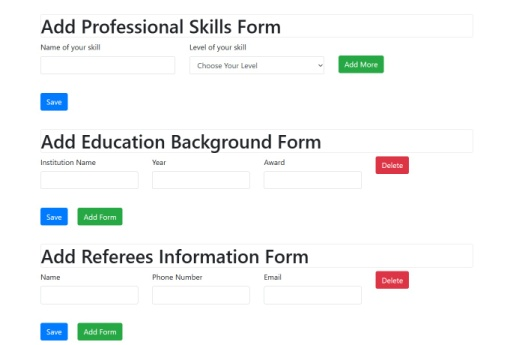 Add Professional Skills Form
Name of your skill Level of your skill
Choose Your Level Add More
Save
Add Education Background Form
Institution Name Year Award Delete
Save Add Form
Add Referees Information Form
Name Phone Number Email Delete
Save Add Form